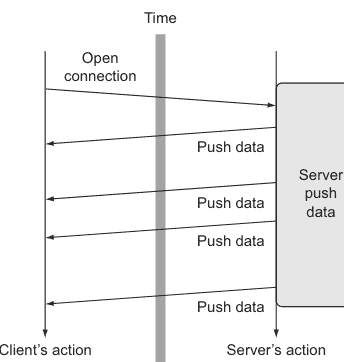 Time
Open
connection
Push data
Server
push
data
Push data
Push data
Push data
Client's action
Server's action